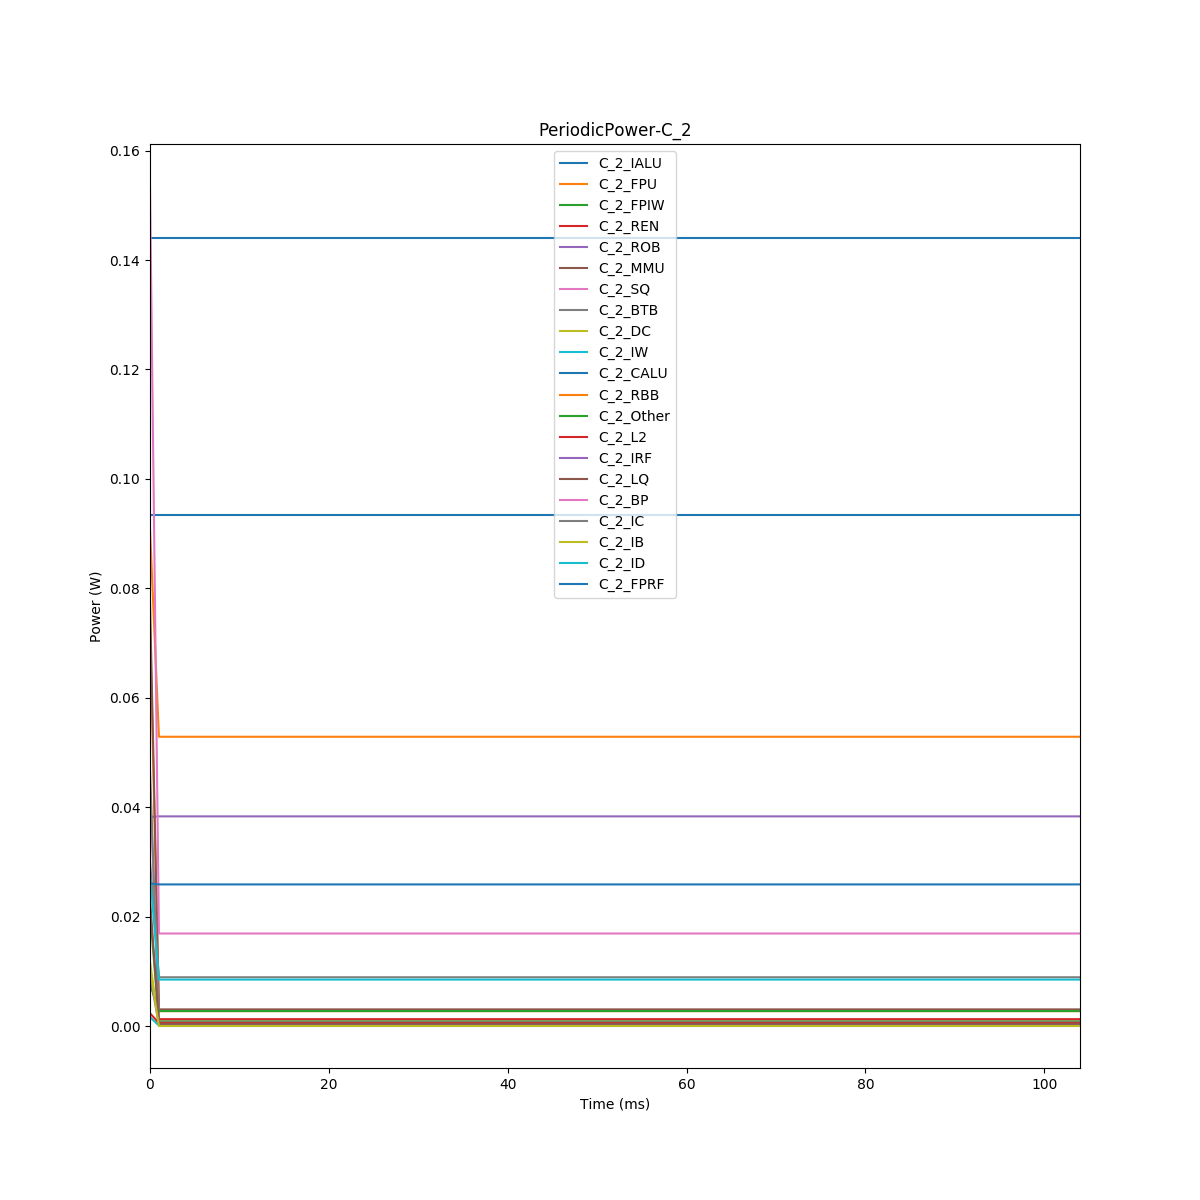 PeriodicPower-C_2
0.16
0.14
0.12
0.10
0.08
0.06
0.04
0.02
0.00
Power (W)
C_2_IALU
C_2_FPU
C_2_FPIW
C_2_REN
C_2_ROB
C_2_MMU
C_2_SQ
C_2_BTB
C_2_DC
C_2_IW
C_2_CALU
C_2_RBB
C_2_Other
C_2_L2
C_2_IRF
C_2_LQ
C_2_BP
C_2_IC
C_2_IB
C_2_ID
C_2_FPRF
0 20 40 60 80 100
Time (ms)